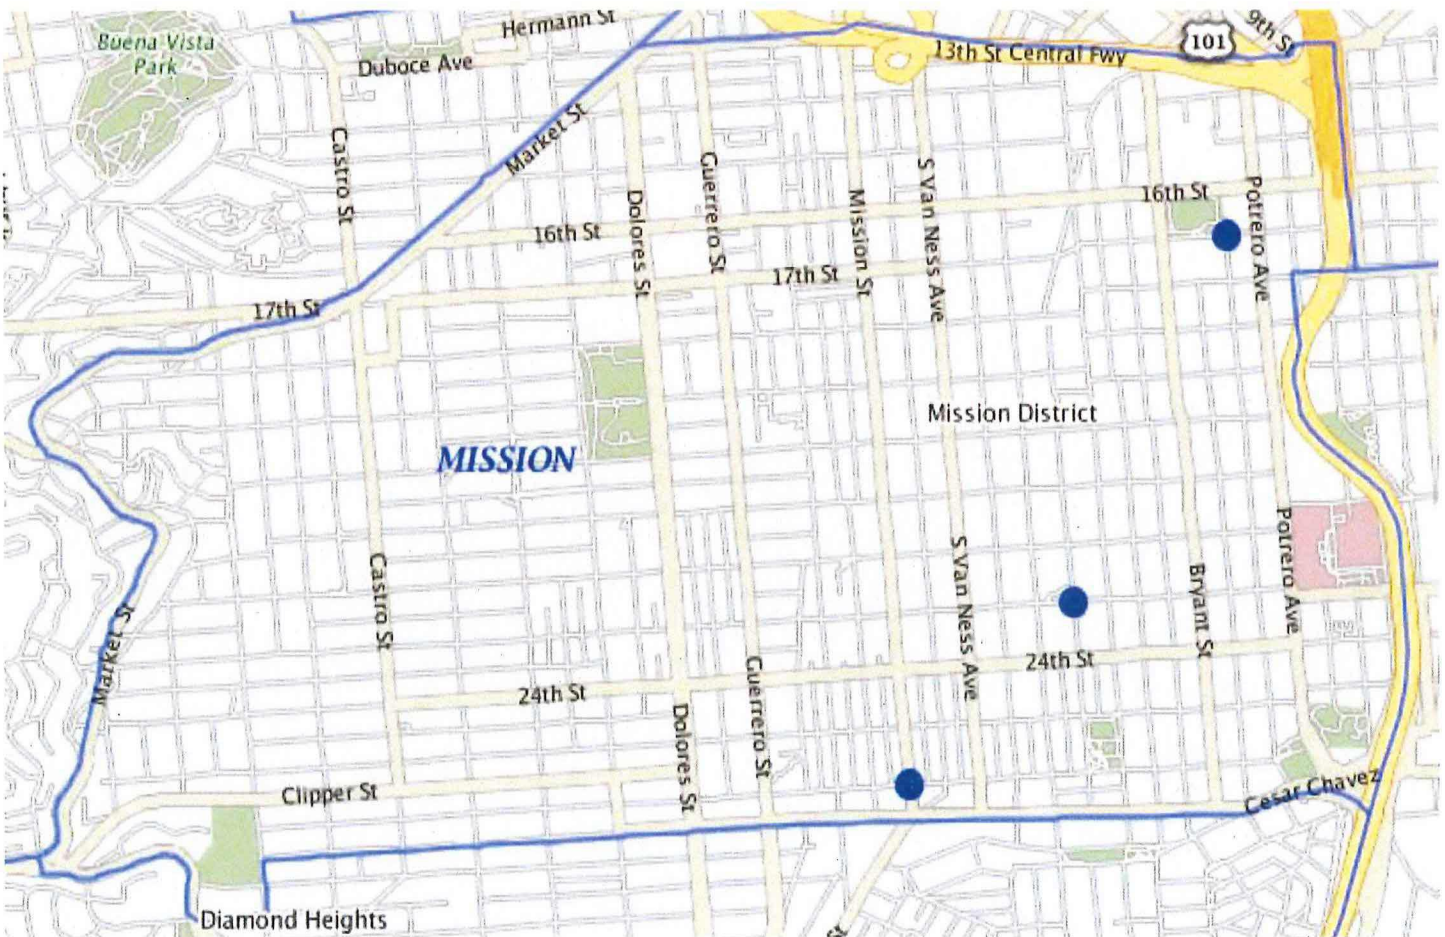 Hermann St
Buena Vista
Park
Duboce Ave
13th St Central Fwy
101
9th St
Market St
Castro St
16th St
Dolores St
Guerrero St
Mission St
S Van Ness Ave
16th St
Potrero Ave
17th St
17th St
Mission District
MISSION
Castro St
S Van Ness Ave
Bryant St
Potrero Ave
Market St
24th St
24th St
Guerrero St
Dolores St
Clipper St
Cesar Chavez
Diamond Heights